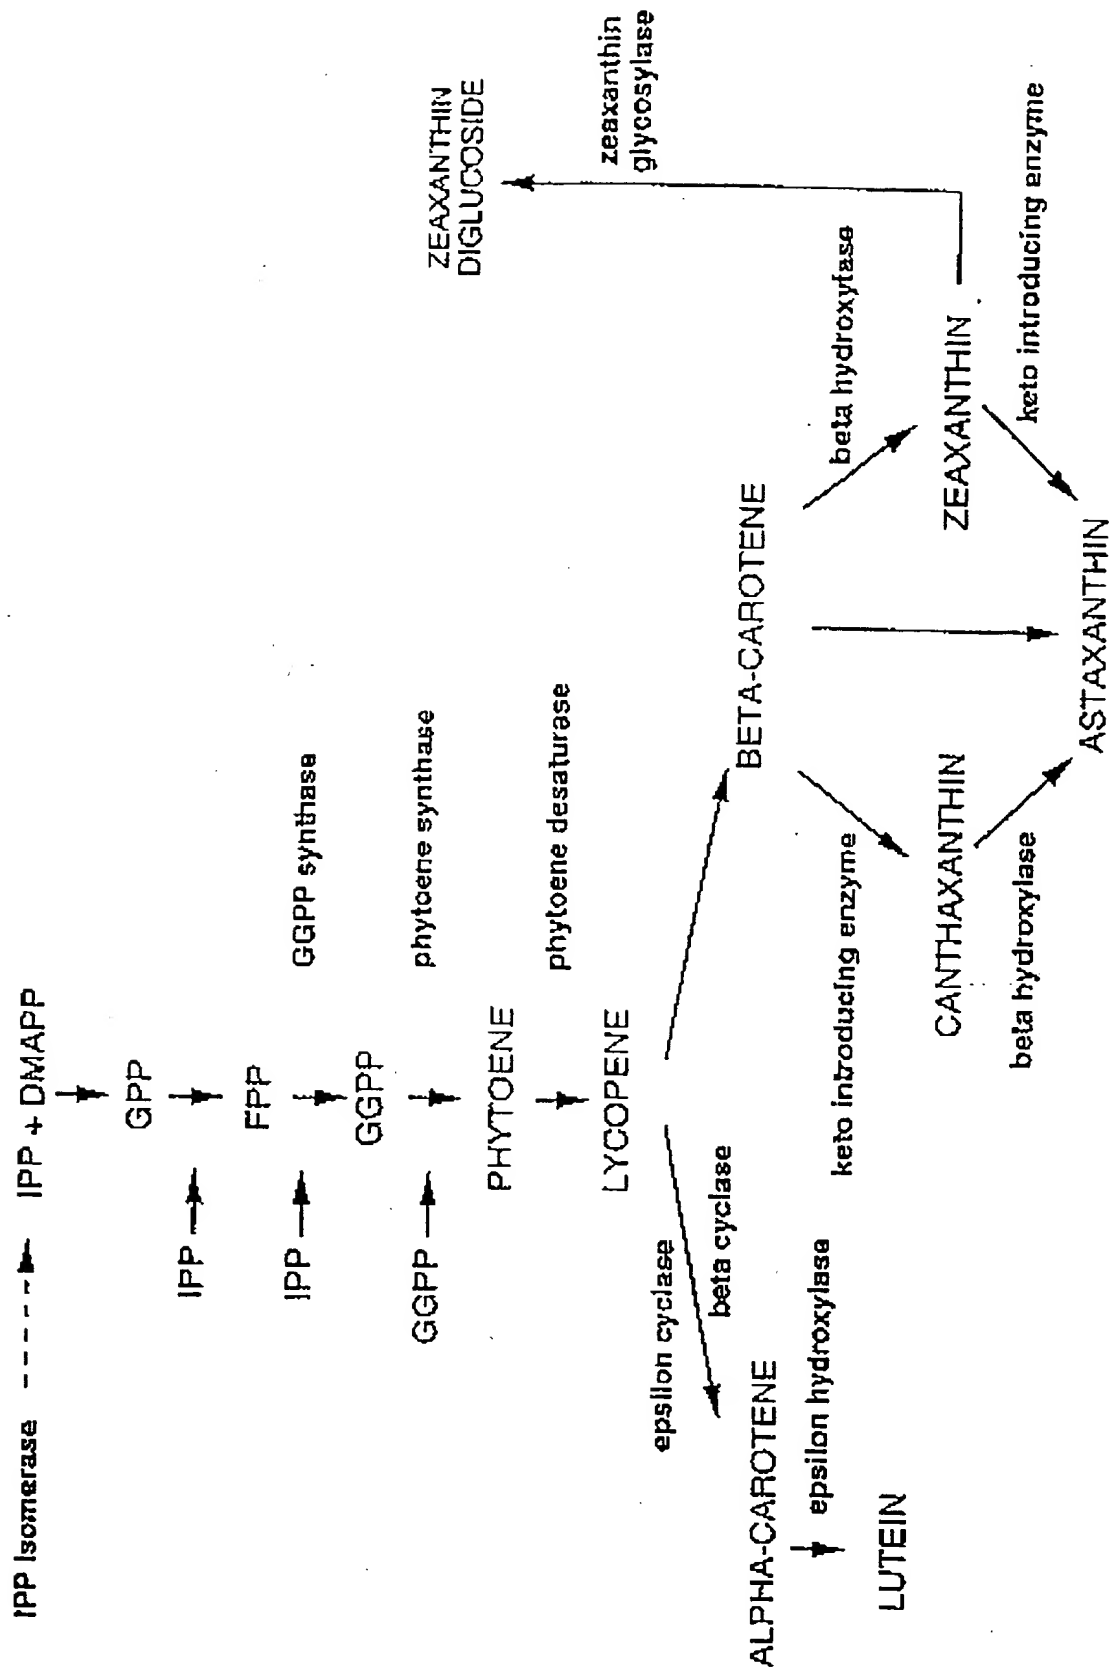 IPP Isomerase
IPP + DMAPP
GPP
IPP
FPP
IPP
GGPP synthase
GGPP
GGPP
phytoene synthase
PHYTOENE
phytoene desaturase
LYCOPENE
epsilon cyclase
beta cyclase
ALPHA-CAROTENE
BETA-CAROTENE
epsilon hydroxylase
LUTEIN
keto introducing enzyme
beta hydroxylase
CANTHAXANTHIN
ZEAXANTHIN
beta hydroxylase
keto introducing enzyme
ASTAXANTHIN
ZEAXANTHIN
DIGLUCOSIDE
zeaxanthin
glycosylase